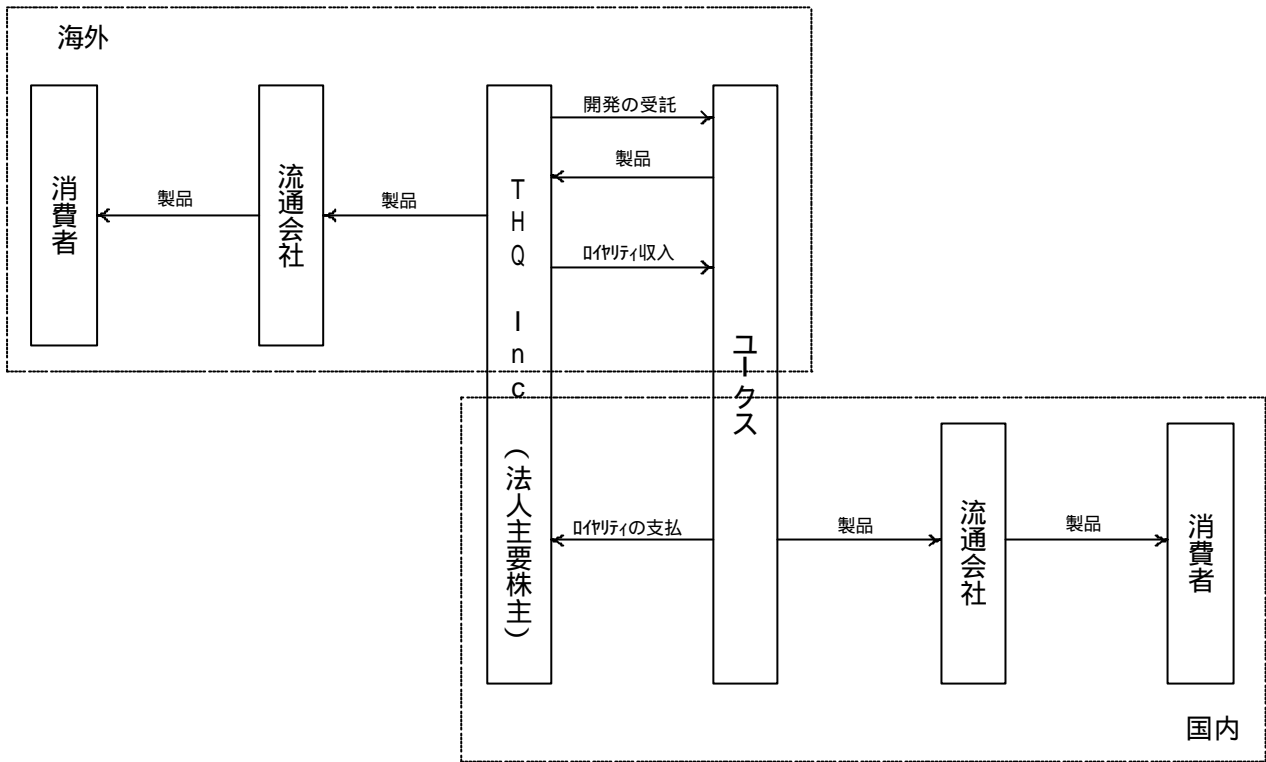 海外
開発の受託
製品
消費者
製品
流通会社
製品
THQ Inc (法人主要株主)
ロイヤリティ収入
ユークス
ロイヤリティの支払
製品
流通会社
製品
消費者
国内